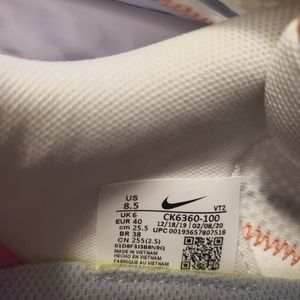 US
8.5
UK 6
EUR 40
cm 25.5
BR 38
CN 255(2.5)
VT2
CK6360-100
12/18/19 02/08/20
UPC 00193657807518
MADE IN VIETNAM
FABRIQUÉ AU VIETNAM
HECHO EN VIETNAM